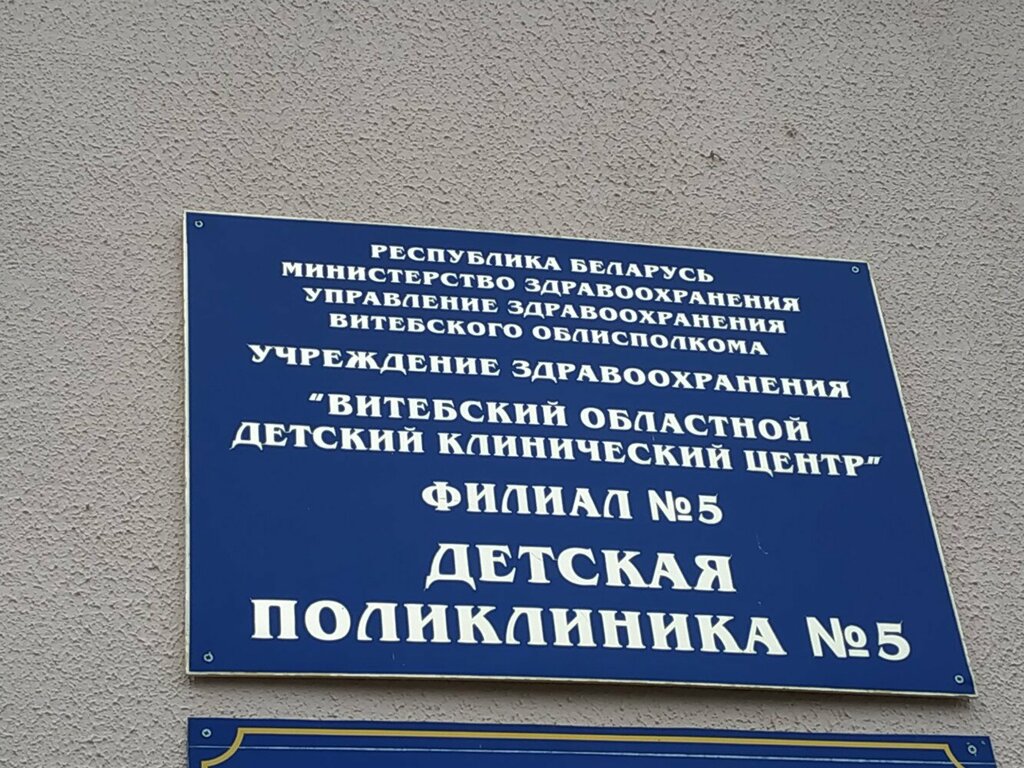 РЕСПУБЛИКА БЕЛАРУСЬ
МИНИСТЕРСТВО ЗДРАВООХРАНЕНИЯ
УПРАВЛЕНИЕ ЗДРАВООХРАНЕНИЯ
ВИТЕБСКОГО ОБЛИСПОЛКОМА
УЧРЕЖДЕНИЕ ЗДРАВООХРАНЕНИЯ
"ВИТЕБСКИЙ ОБЛАСТНОЙ
ДЕТСКИЙ КЛИНИЧЕСКИЙ ЦЕНТР"
ФИЛИАЛ №5
ДЕТСКАЯ
ПОЛИКЛИНИКА №5